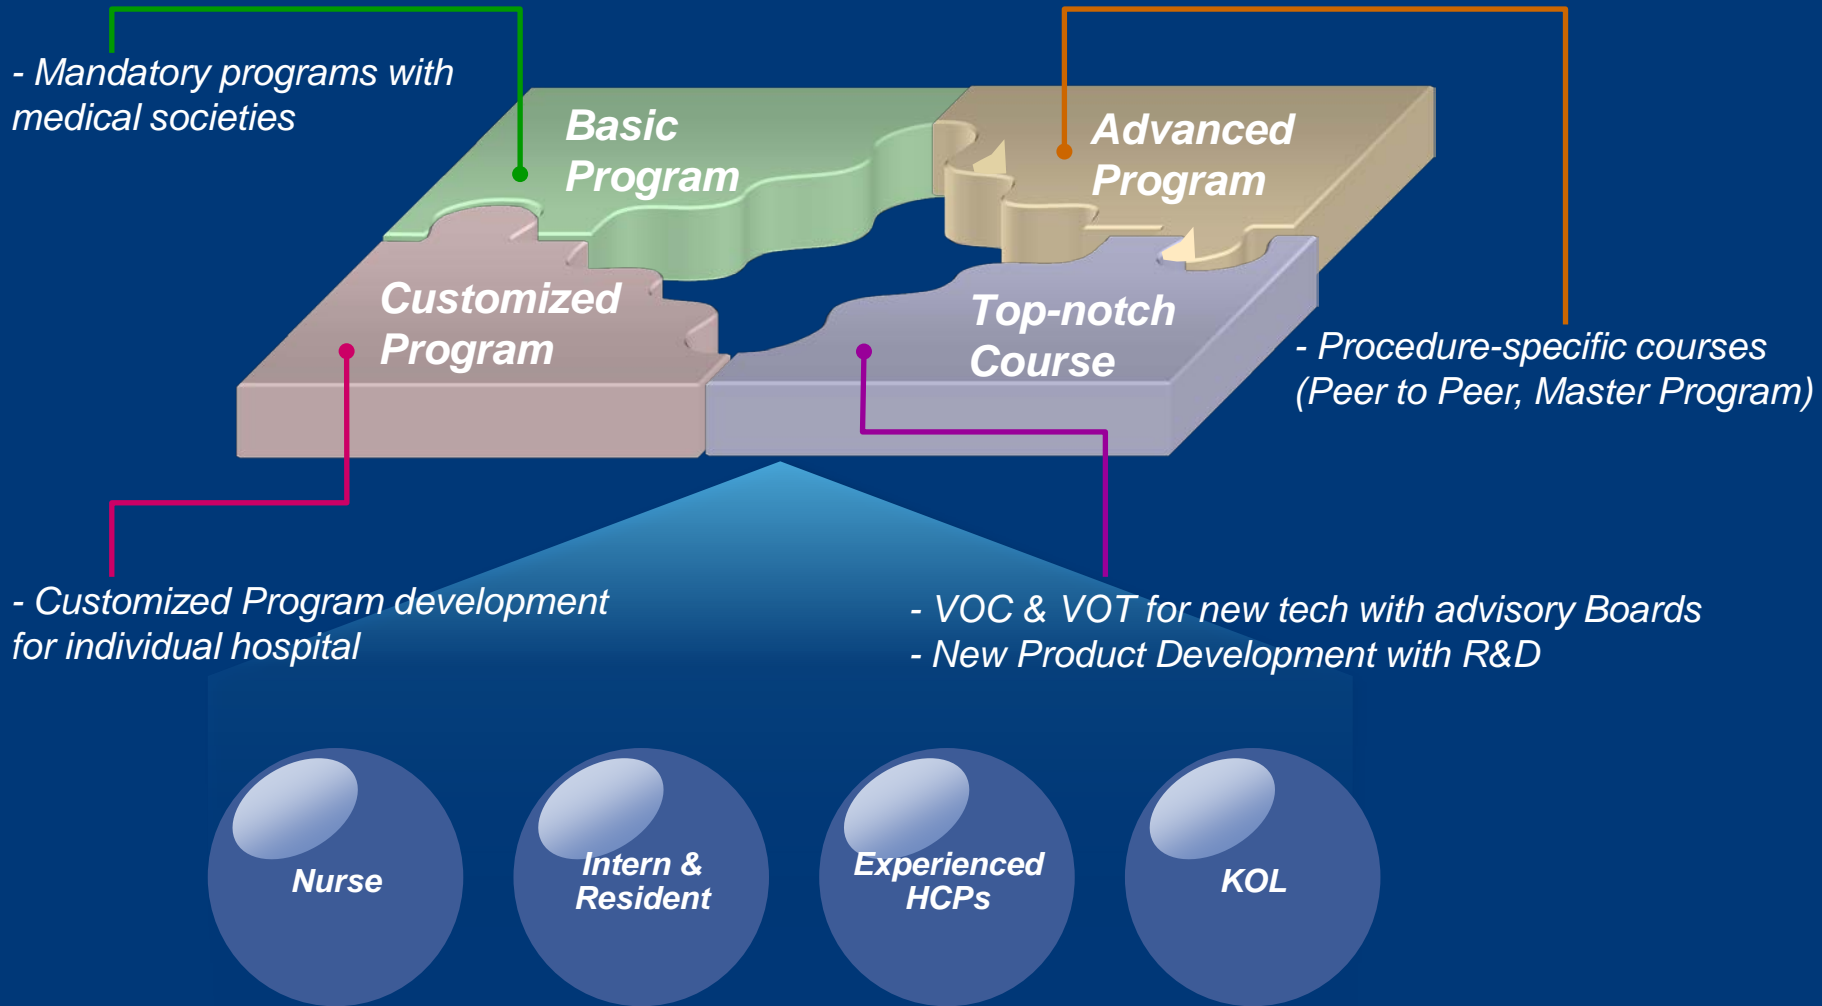 - Mandatory programs with
medical societies
Basic
Program
Advanced
Program
Customized
Program
Top-notch
Course
- Procedure-specific courses
(Peer to Peer, Master Program)
- Customized Program development
for individual hospital
- VOC & VOT for new tech with advisory Boards
- New Product Development with R&D
Nurse
Intern &
Resident
Experienced
HCPs
KOL